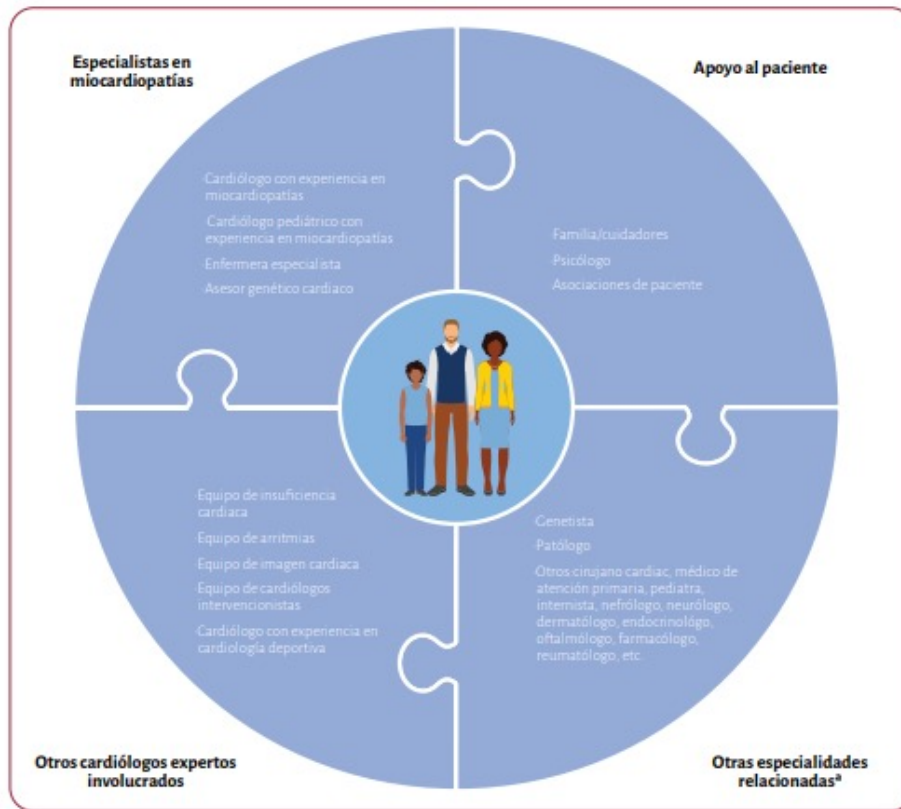 Especialistas en
miocardiopatías
Cardiólogo con experiencia en
miocardiopatías
Cardiólogo pediátrico con
experiencia en miocardiopatías
Enfermera especialista
Asesor genético cardiaco
Apoyo al paciente
Familia/cuidadores
Psicólogo
Asociaciones de paciente
Equipo de insuficiencia
cardiaca
Equipo de arritmias
Equipo de imagen cardiaca
Equipo de cardiólogos
intervencionistas
Cardiólogo con experiencia en
cardiología deportiva
Otros cardiólogos expertos
involucrados
Genetista
Patólogo
Otros cirujano cardiac, médico de
atención primaria, pediatra,
internista, nefrólogo, neurólogo,
dermatólogo, endocrinológo,
oftalmólogo, farmacólogo,
reumatólogo, etc.
Otras especialidades
relacionadasª